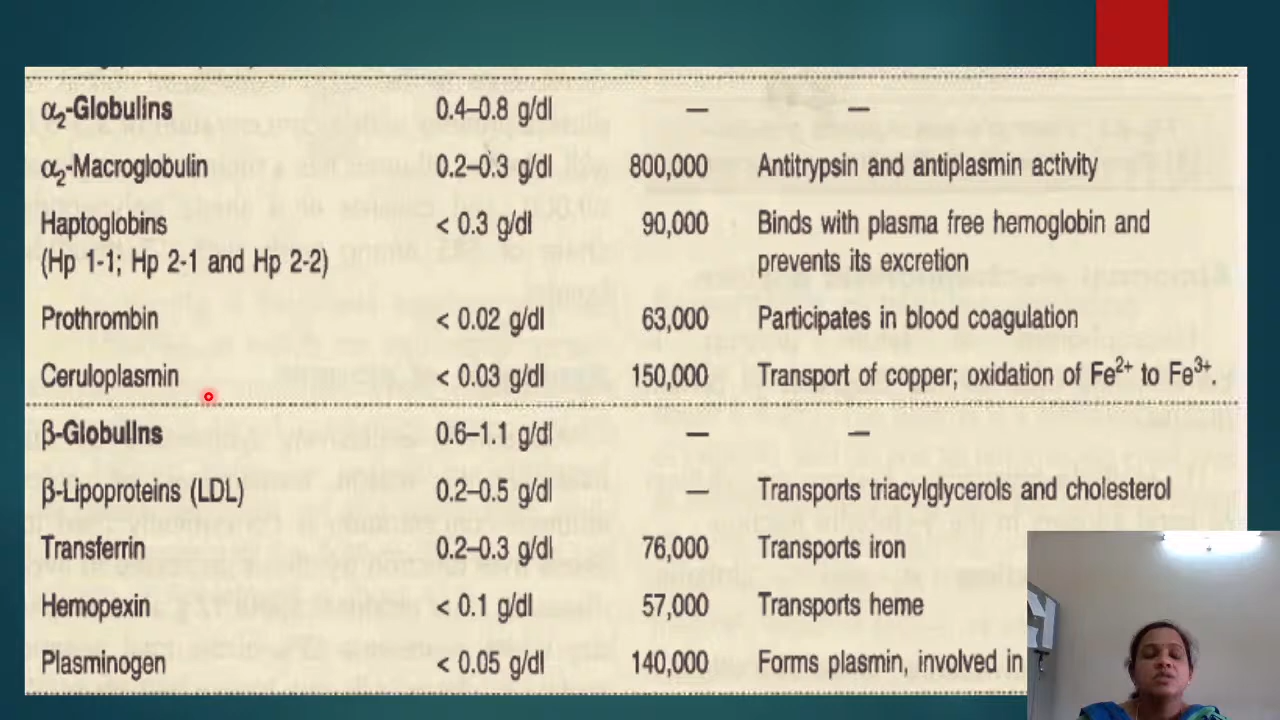 α₂-Globulins 0.4–0.8 g/dl — —
α₂-Macroglobulin 0.2–0.3 g/dl 800,000 Antitrypsin and antiplasmin activity
Haptoglobins < 0.3 g/dl 90,000 Binds with plasma free hemoglobin and
(Hp 1-1; Hp 2-1 and Hp 2-2) prevents its excretion
Prothrombin < 0.02 g/dl 63,000 Participates in blood coagulation
Ceruloplasmin < 0.03 g/dl 150,000 Transport of copper; oxidation of Fe²⁺ to Fe³⁺.
β-Globulins 0.6–1.1 g/dl — —
β-Lipoproteins (LDL) 0.2–0.5 g/dl — Transports triacylglycerols and cholesterol
Transferrin 0.2–0.3 g/dl 76,000 Transports iron
Hemopexin < 0.1 g/dl 57,000 Transports heme
Plasminogen < 0.05 g/dl 140,000 Forms plasmin, involved in